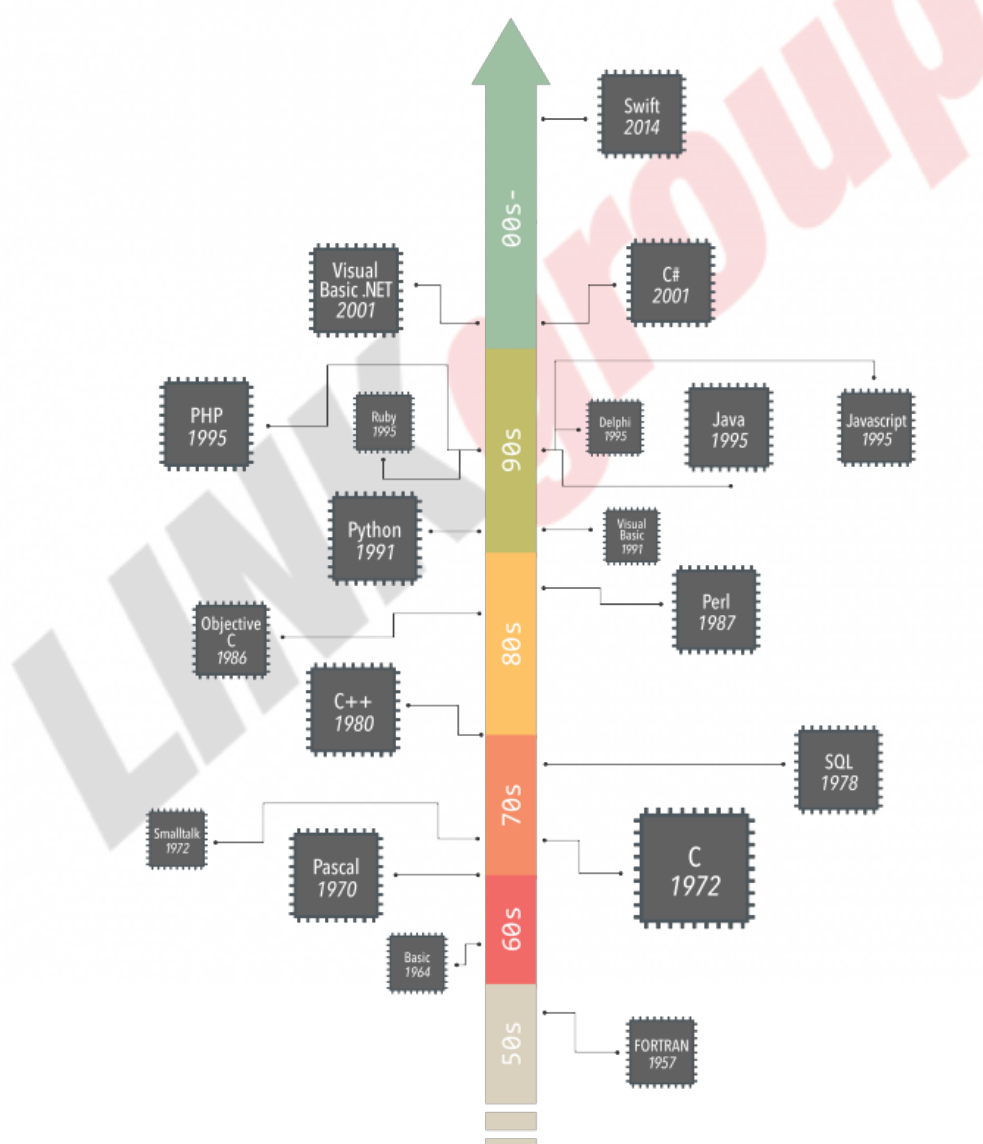 Swift
2014
00s-
Visual
Basic .NET
2001
C#
2001
PHP
1995
Ruby
1995
90s
Delphi
1995
Java
1995
Javascript
1995
Python
1991
Visual
Basic
1991
Objective
C
1986
80s
Perl
1987
C++
1980
SQL
1978
70s
Smalltalk
1972
Pascal
1970
C
1972
Basic
1964
60s
50s
FORTRAN
1957
LINKgroup